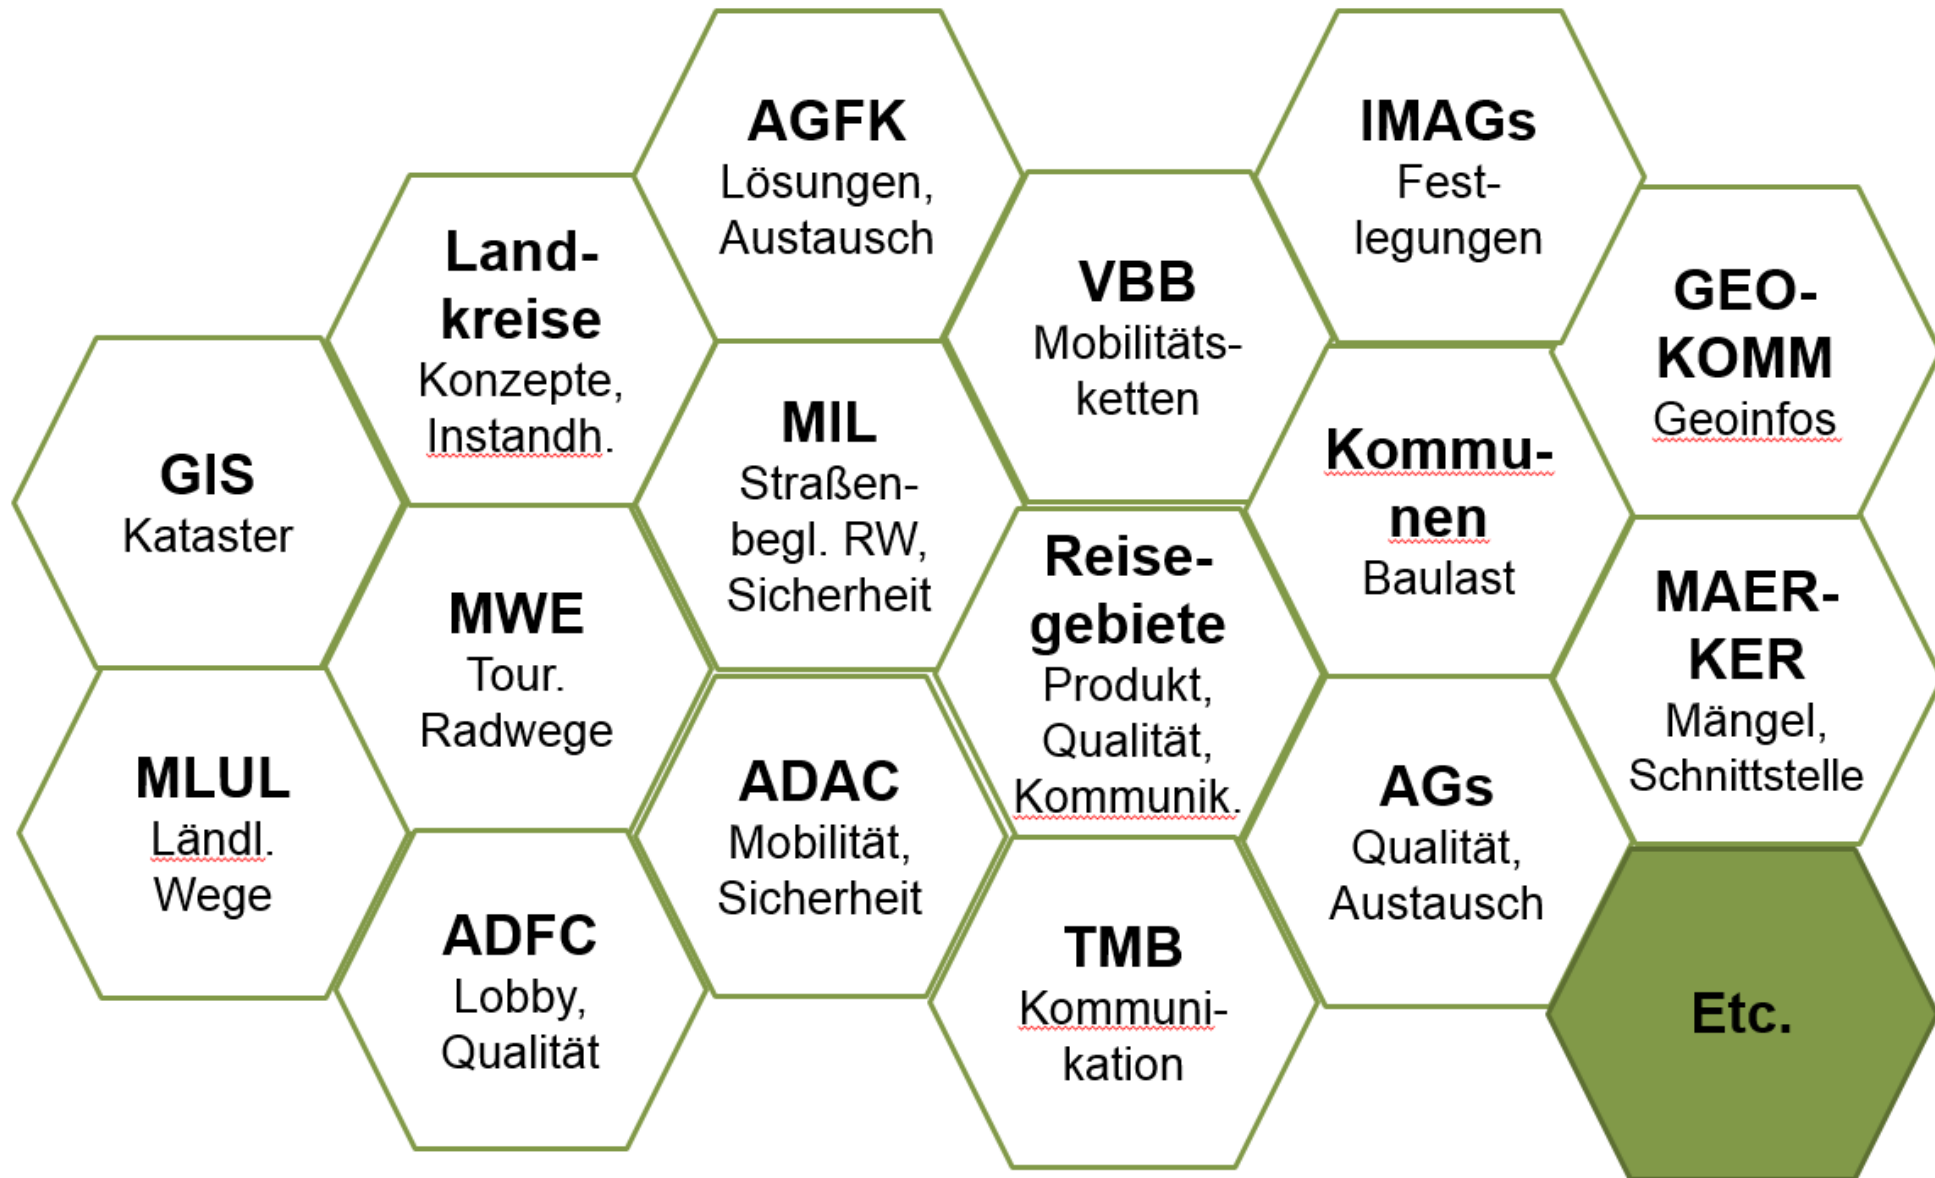 GIS
Kataster
MLUL
Ländl.
Wege
Land-
kreise
Konzepte,
Instandh.
MWE
Tour.
Radwege
ADFC
Lobby,
Qualität
AGFK
Lösungen,
Austausch
MIL
Straßen-
begl. RW,
Sicherheit
ADAC
Mobilität,
Sicherheit
VBB
Mobilitäts-
ketten
Reise-
gebiete
Produkt,
Qualität,
Kommunik.
TMB
Kommuni-
kation
IMAGs
Fest-
legungen
Kommu-
nen
Baulast
AGs
Qualität,
Austausch
GEO-
KOMM
Geoinfos
MAER-
KER
Mängel,
Schnittstelle
Etc.